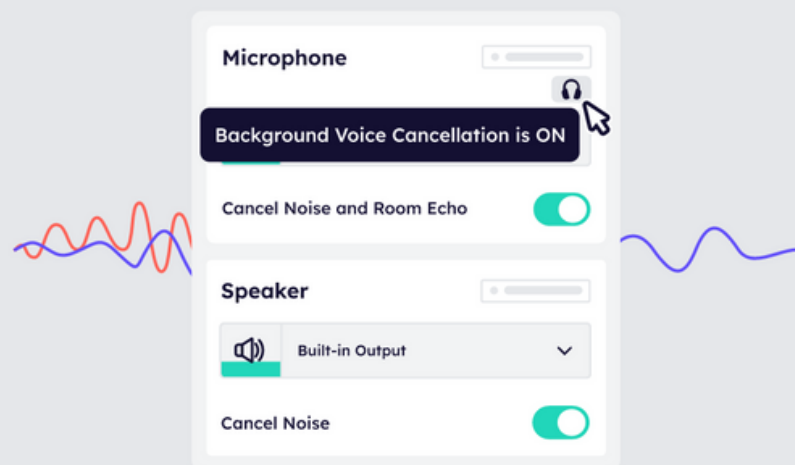 Microphone
Background Voice Cancellation is ON
Cancel Noise and Room Echo
Speaker
Built-in Output
Cancel Noise